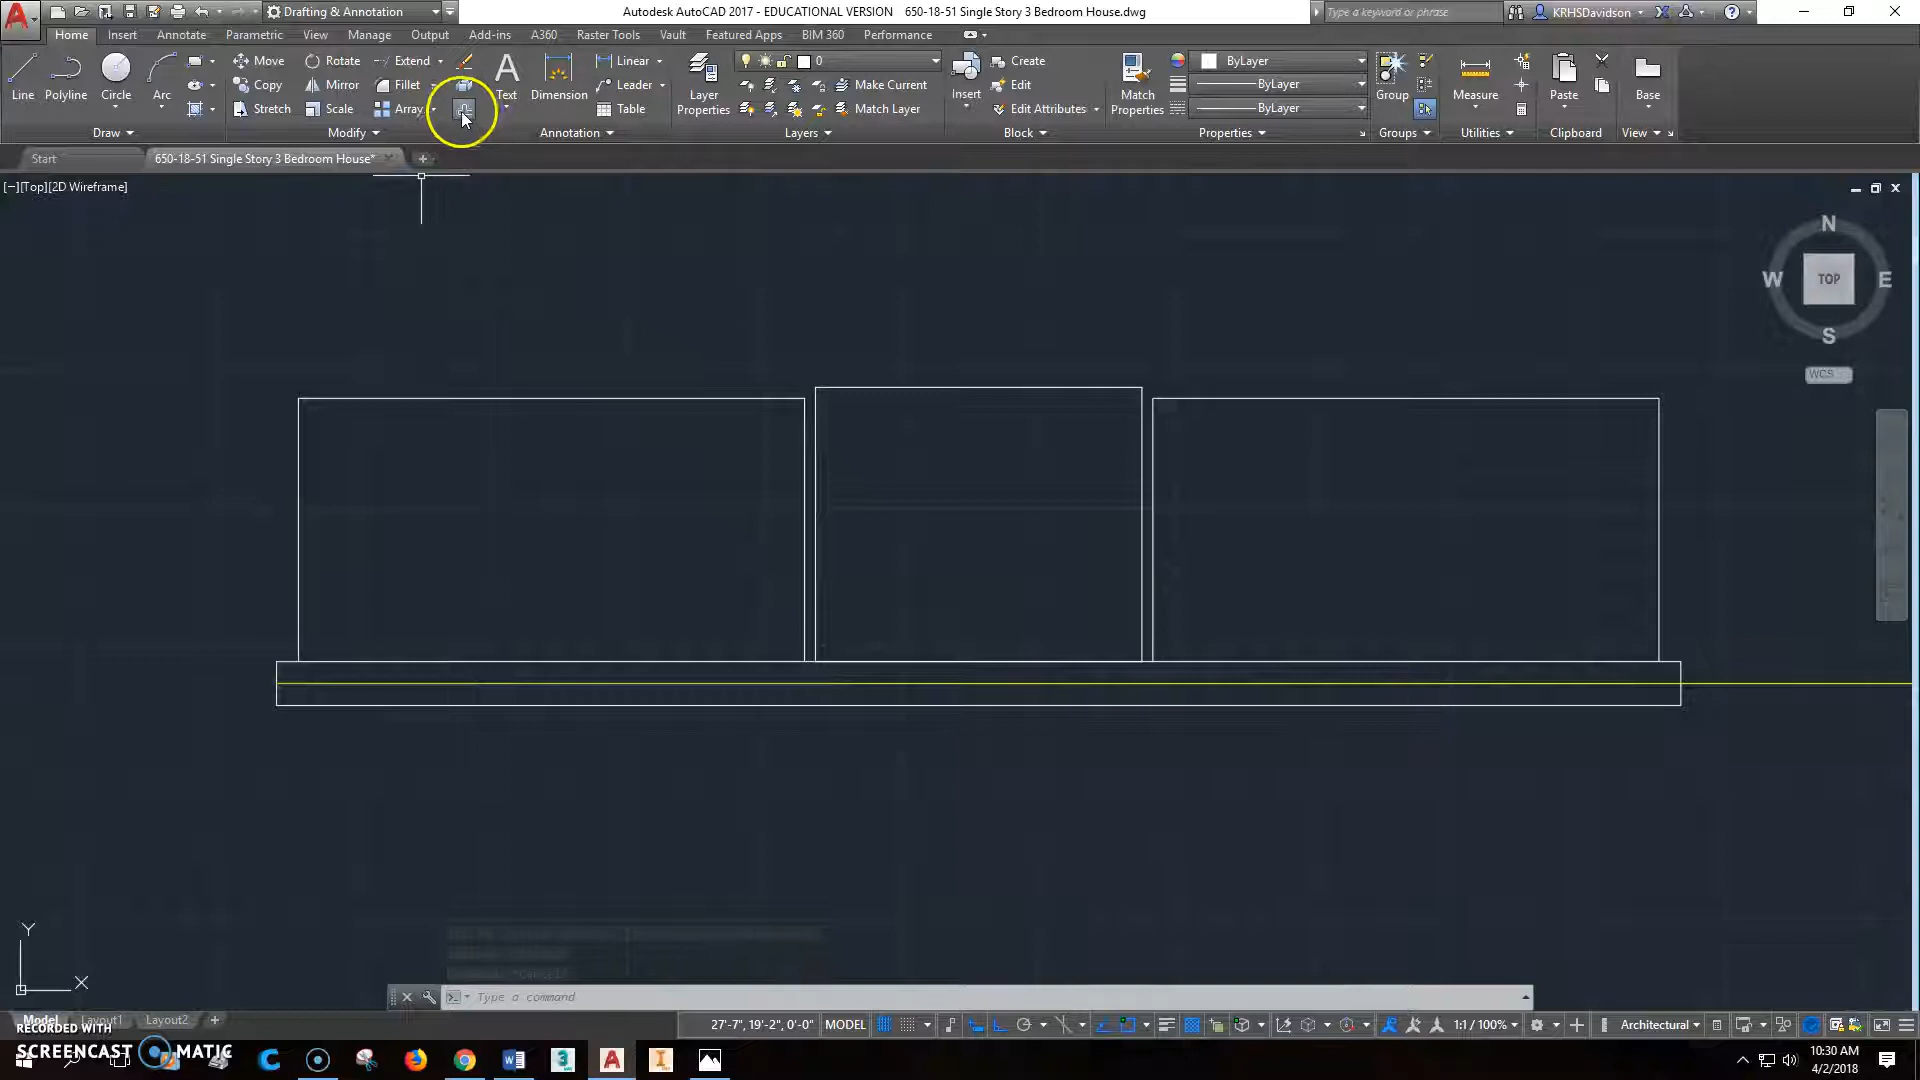 Drafting & Annotation
Autodesk AutoCAD 2017 - EDUCATIONAL VERSION 650-18-51 Single Story 3 Bedroom House.dwg
Type a keyword or phrase
KRHSDavidson
Home Insert Annotate Parametric View Manage Output Add-ins A360 Raster Tools Vault Featured Apps BIM 360 Performance
Move Rotate Extend Linear 0 Create ByLayer
Line Polyline Circle Arc Copy Mirror Fillet Text Dimension Leader Layer Properties Make Current Insert Edit Match Properties ByLayer Group Measure Paste Base
Stretch Scale Array Table Match Layer Edit Attributes ByLayer
Draw Modify Annotation Layers Block Properties Groups Utilities Clipboard View
Start 650-18-51 Single Story 3 Bedroom House*
[−][Top][2D Wireframe]
N
W TOP E
S
WCS
Y
X
Type a command
Model Layout1 Layout2
27'-7", 19'-2", 0'-0" MODEL 1:1 / 100% Architectural
RECORDED WITH
SCREENCAST MATIC
10:30 AM
4/2/2018